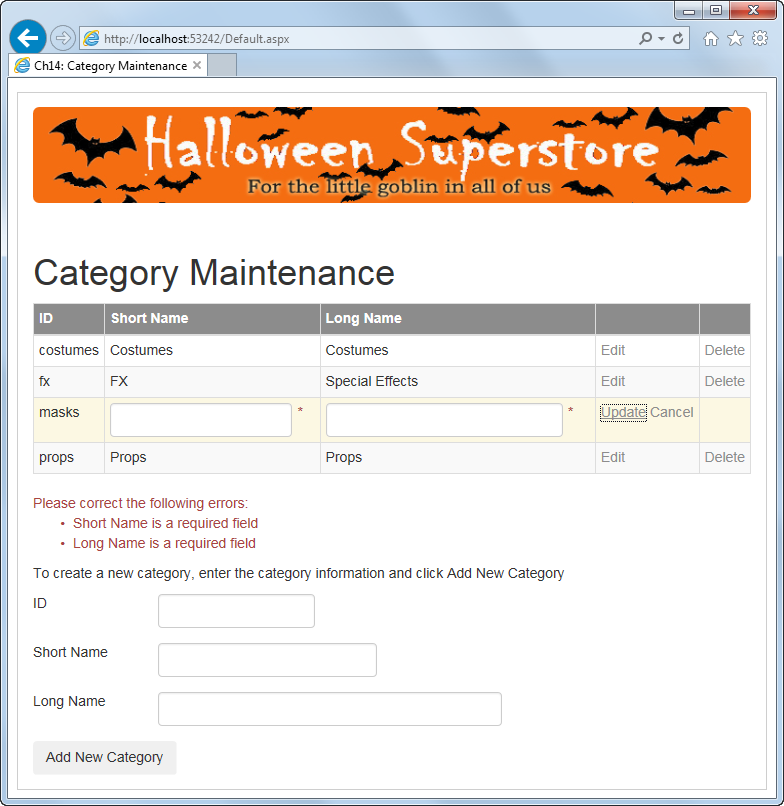 http://localhost:53242/Default.aspx
Ch14: Category Maintenance
Halloween Superstore
For the little goblin in all of us
Category Maintenance
ID Short Name Long Name
costumes Costumes Costumes Edit Delete
fx FX Special Effects Edit Delete
masks * * Update Cancel
props Props Props Edit Delete
Please correct the following errors:
• Short Name is a required field
• Long Name is a required field
To create a new category, enter the category information and click Add New Category
ID
Short Name
Long Name
Add New Category